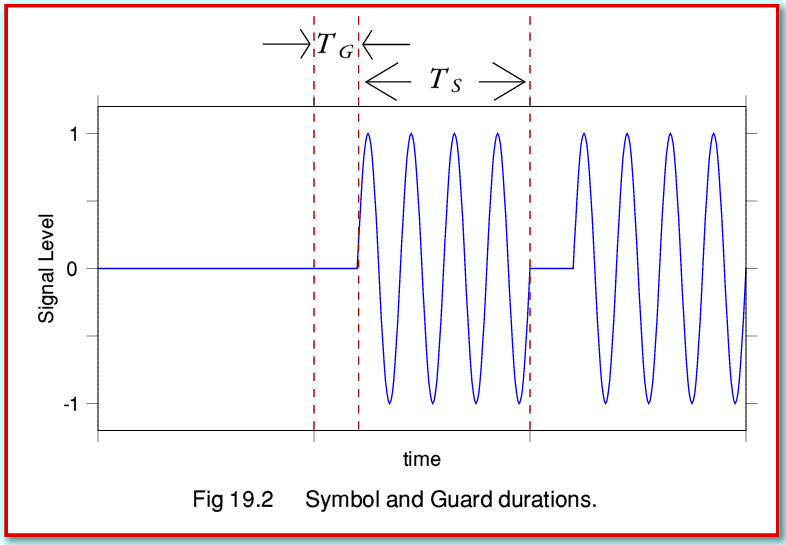 T G
T S
1
0
-1
Signal Level
time
Fig 19.2 Symbol and Guard durations.